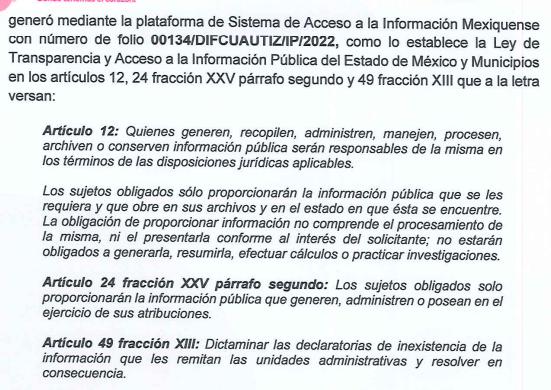 generó mediante la plataforma de Sistema de Acceso a la Información Mexiquense
con número de folio 00134/DIFCUAUTIZ/IP/2022, como lo establece la Ley de
Transparencia y Acceso a la Información Pública del Estado de México y Municipios
en los artículos 12, 24 fracción XXV párrafo segundo y 49 fracción XIII que a la letra
versan:
Artículo 12: Quienes generen, recopilen, administren, manejen, procesen,
archiven o conserven información pública serán responsables de la misma en
los términos de las disposiciones jurídicas aplicables.
Los sujetos obligados sólo proporcionarán la información pública que se les
requiera y que obre en sus archivos y en el estado en que ésta se encuentre.
La obligación de proporcionar información no comprende el procesamiento de
la misma, ni el presentarla conforme al interés del solicitante; no estarán
obligados a generarla, resumirla, efectuar cálculos o practicar investigaciones.
Artículo 24 fracción XXV párrafo segundo: Los sujetos obligados solo
proporcionarán la información pública que generen, administren o posean en el
ejercicio de sus atribuciones.
Artículo 49 fracción XIII: Dictaminar las declaratorias de inexistencia de la
información que les remitan las unidades administrativas y resolver en
consecuencia.